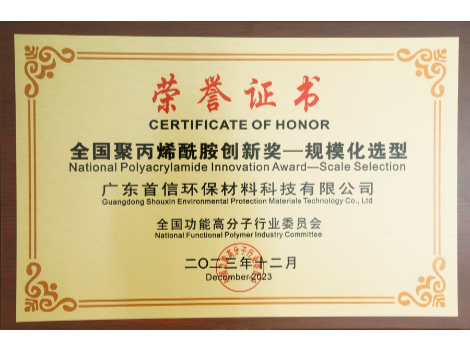 荣誉证书
CERTIFICATE OF HONOR
全国聚丙烯酰胺创新奖—规模化选型
National Polyacrylamide Innovation Award—Scale Selection
广东首信环保材料科技有限公司
Guangdong Shouxin Environmental Protection Materials Technology Co., Ltd
全国功能高分子行业委员会
National Functional Polymer Industry Committee
二〇二三年十二月
December 2023